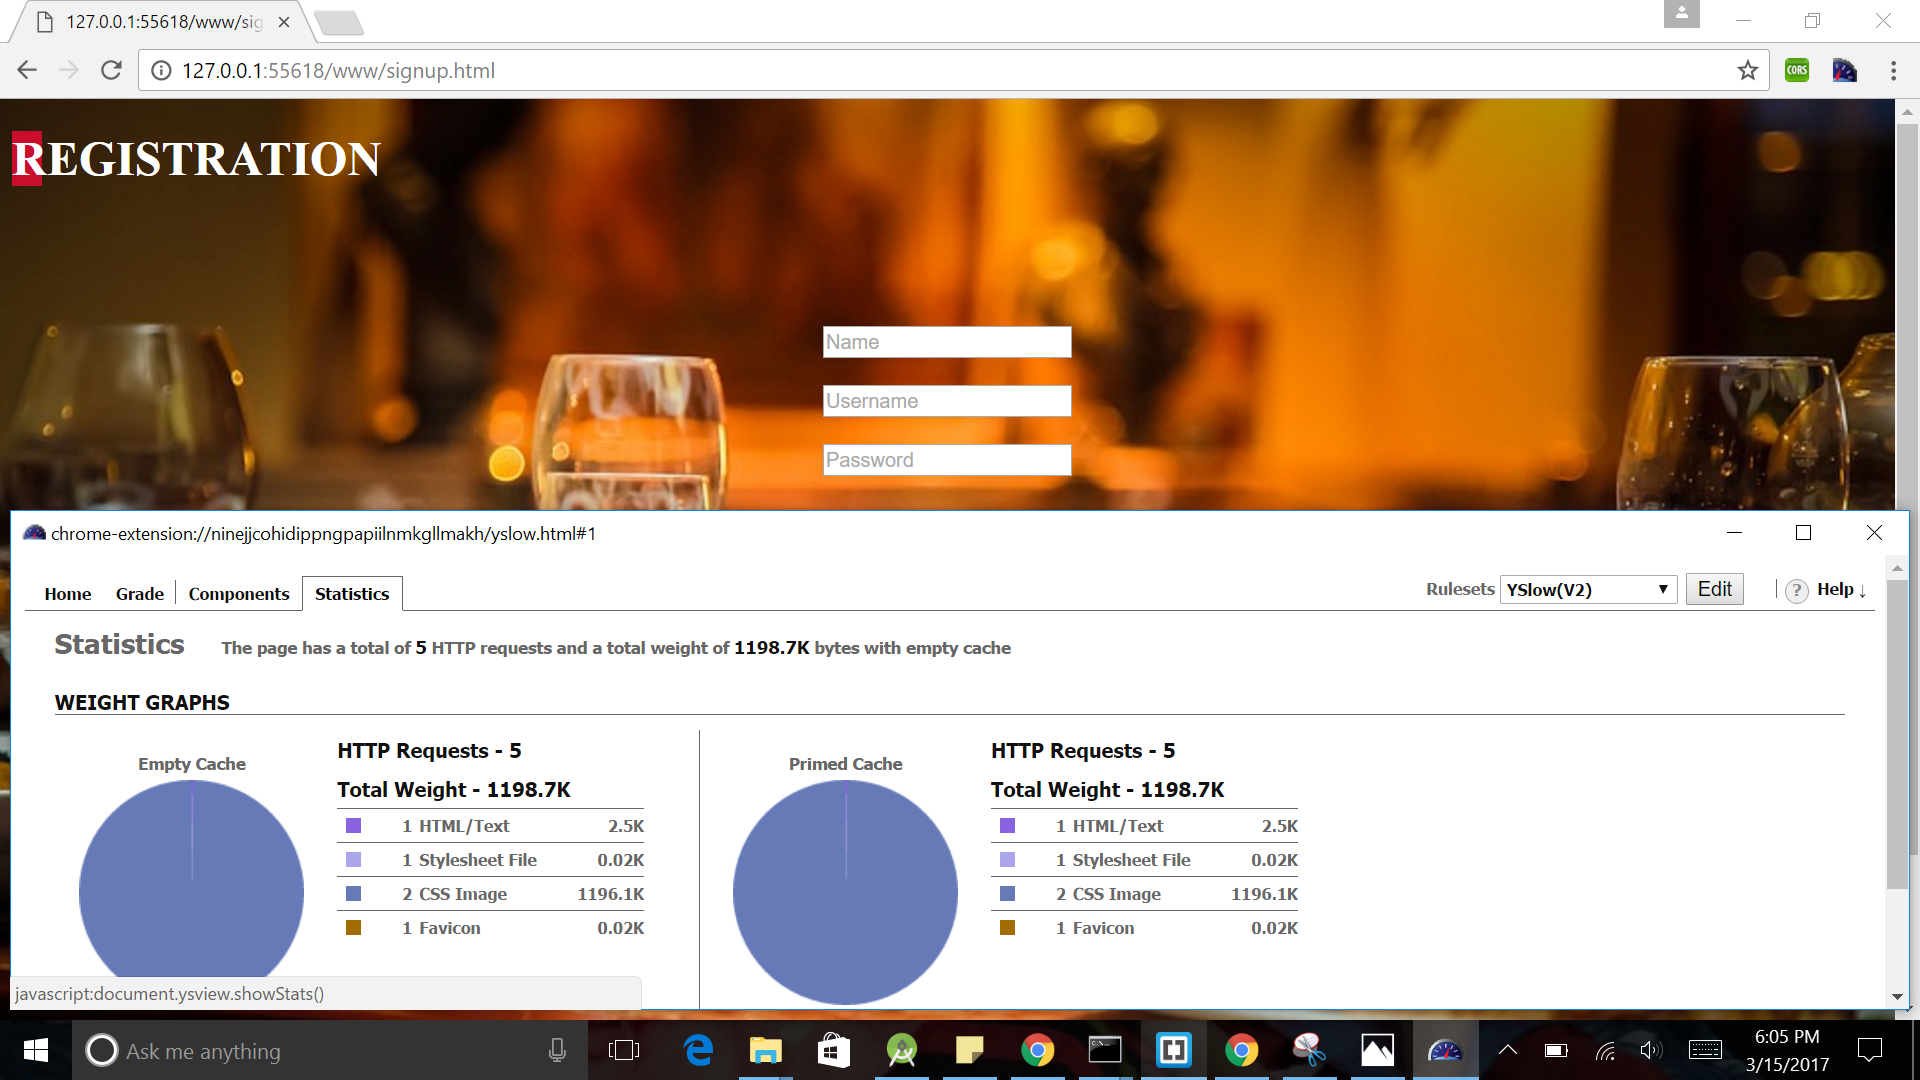 127.0.0.1:55618/www/sig
127.0.0.1:55618/www/signup.html
CORS
REGISTRATION
Name
Username
Password
chrome-extension://ninejjcohidippngpapiilnmkgllmakh/yslow.html#1
Home Grade Components Statistics
Rulesets YSlow(V2) Edit ? Help ↓
Statistics The page has a total of 5 HTTP requests and a total weight of 1198.7K bytes with empty cache
WEIGHT GRAPHS
Empty Cache
HTTP Requests - 5
Total Weight - 1198.7K
1 HTML/Text 2.5K
1 Stylesheet File 0.02K
2 CSS Image 1196.1K
1 Favicon 0.02K
Primed Cache
HTTP Requests - 5
Total Weight - 1198.7K
1 HTML/Text 2.5K
1 Stylesheet File 0.02K
2 CSS Image 1196.1K
1 Favicon 0.02K
javascript:document.ysview.showStats()
Ask me anything
6:05 PM
3/15/2017